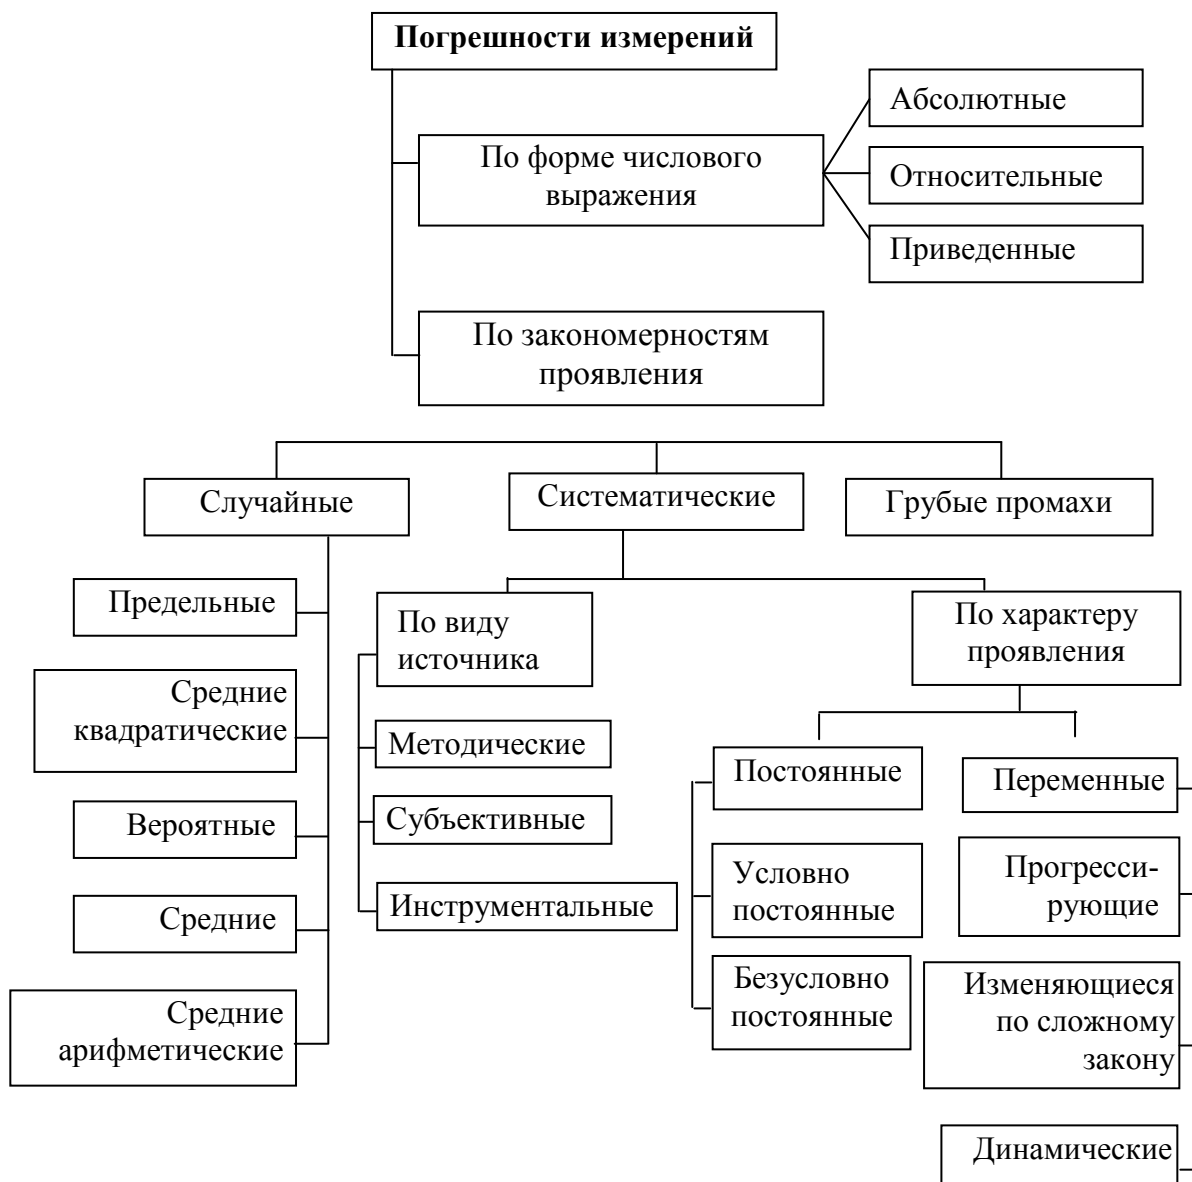 Погрешности измерений
Абсолютные
По форме числового
выражения
Относительные
Приведенные
По закономерностям
проявления
Случайные
Систематические
Грубые промахи
Предельные
Средние
квадратические
Вероятные
Средние
Средние
арифметические
По виду
источника
Методические
Субъективные
Инструментальные
По характеру
проявления
Постоянные
Условно
постоянные
Безусловно
постоянные
Переменные
Прогресси-
рующие
Изменяющиеся
по сложному
закону
Динамические